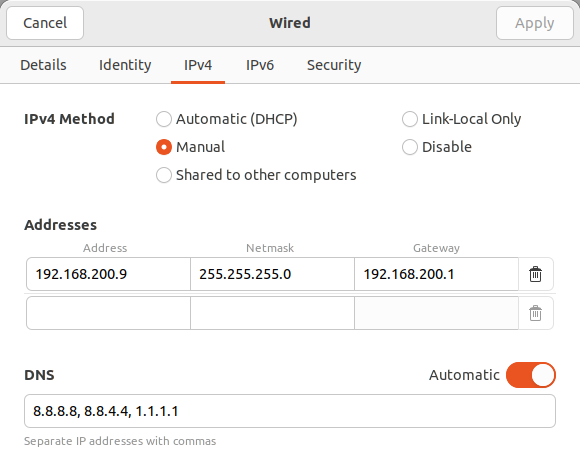 Cancel Wired Apply
Details Identity IPv4 IPv6 Security
IPv4 Method Automatic (DHCP) Link-Local Only
Manual Disable
Shared to other computers
Addresses
Address Netmask Gateway
192.168.200.9 255.255.255.0 192.168.200.1
DNS Automatic
8.8.8.8, 8.8.4.4, 1.1.1.1
Separate IP addresses with commas